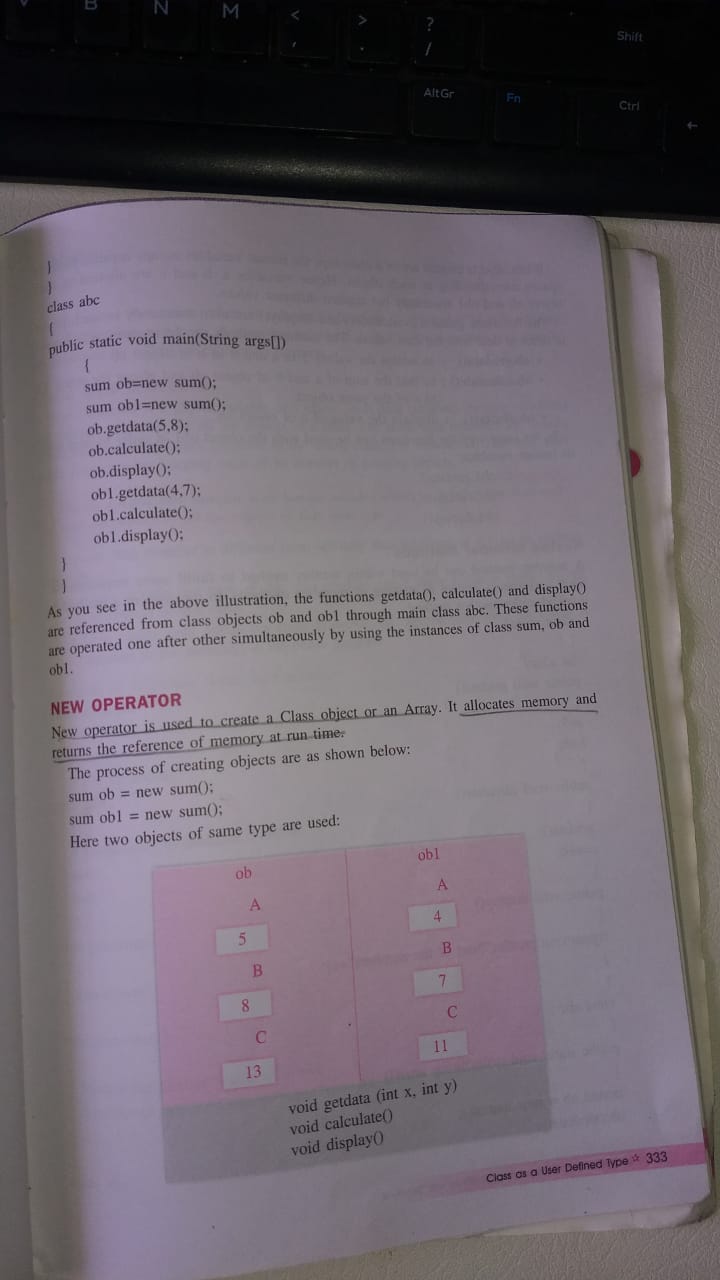 B N M < > ?
, . /
Shift
AltGr Fn Ctrl
←
}
}
class abc
{
public static void main(String args[])
{
sum ob=new sum();
sum ob1=new sum();
ob.getdata(5,8);
ob.calculate();
ob.display();
ob1.getdata(4,7);
ob1.calculate();
ob1.display();
}
}
As you see in the above illustration, the functions getdata(), calculate() and display()
are referenced from class objects ob and ob1 through main class abc. These functions
are operated one after other simultaneously by using the instances of class sum, ob and
ob1.
NEW OPERATOR
New operator is used to create a Class object or an Array. It allocates memory and
returns the reference of memory at run time.
The process of creating objects are as shown below:
sum ob = new sum();
sum ob1 = new sum();
Here two objects of same type are used:
ob ob1
A A
5 4
B B
8 7
C C
13 11
void getdata (int x, int y)
void calculate()
void display()
Class as a User Defined Type ☆ 333